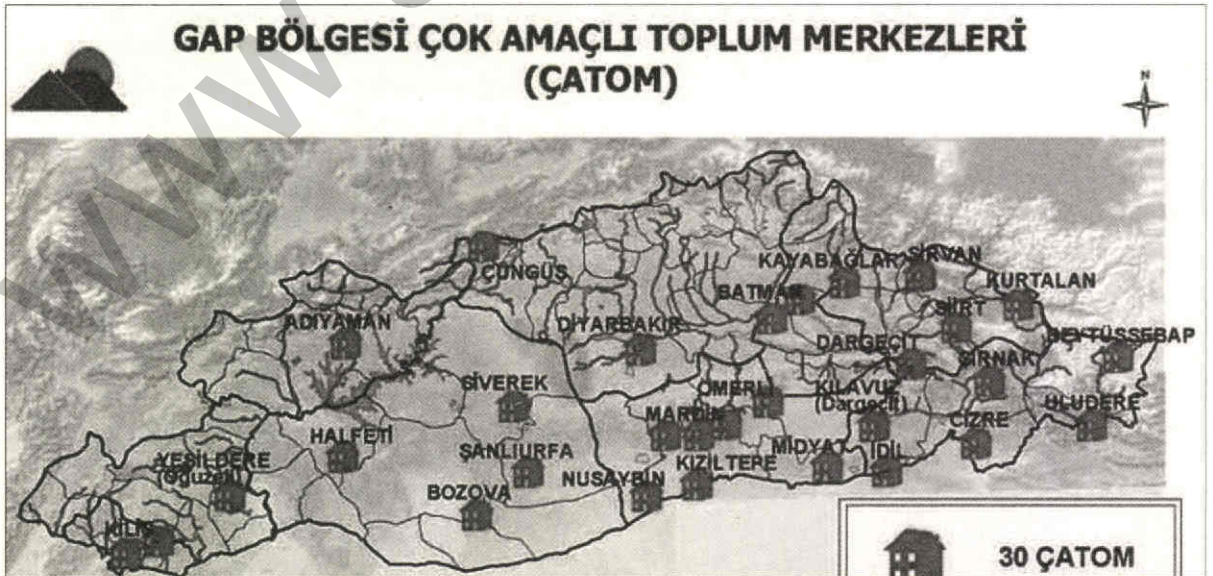 GAP BÖLGESİ ÇOK AMAÇLI TOPLUM MERKEZLERİ
(ÇATOM)
N
KAYABAĞLAR
ŞİRVAN
ÇÜNGÜŞ
KURTALAN
BATMAN
SİİRT
ADIYAMAN
DİYARBAKIR
BEYTÜŞŞEBAP
DARGEÇİT
ŞIRNAK
SİVEREK
ÖMERLİ
KILAVUZ
(Dargeçit)
ULUDERE
MARDİN
CİZRE
HALFETİ
ŞANLIURFA
MİDYAT
İDİL
YEŞİLDERE
(Oğuzeli)
NUSAYBİN
KIZILTEPE
BOZOVA
KİLİS
30 ÇATOM